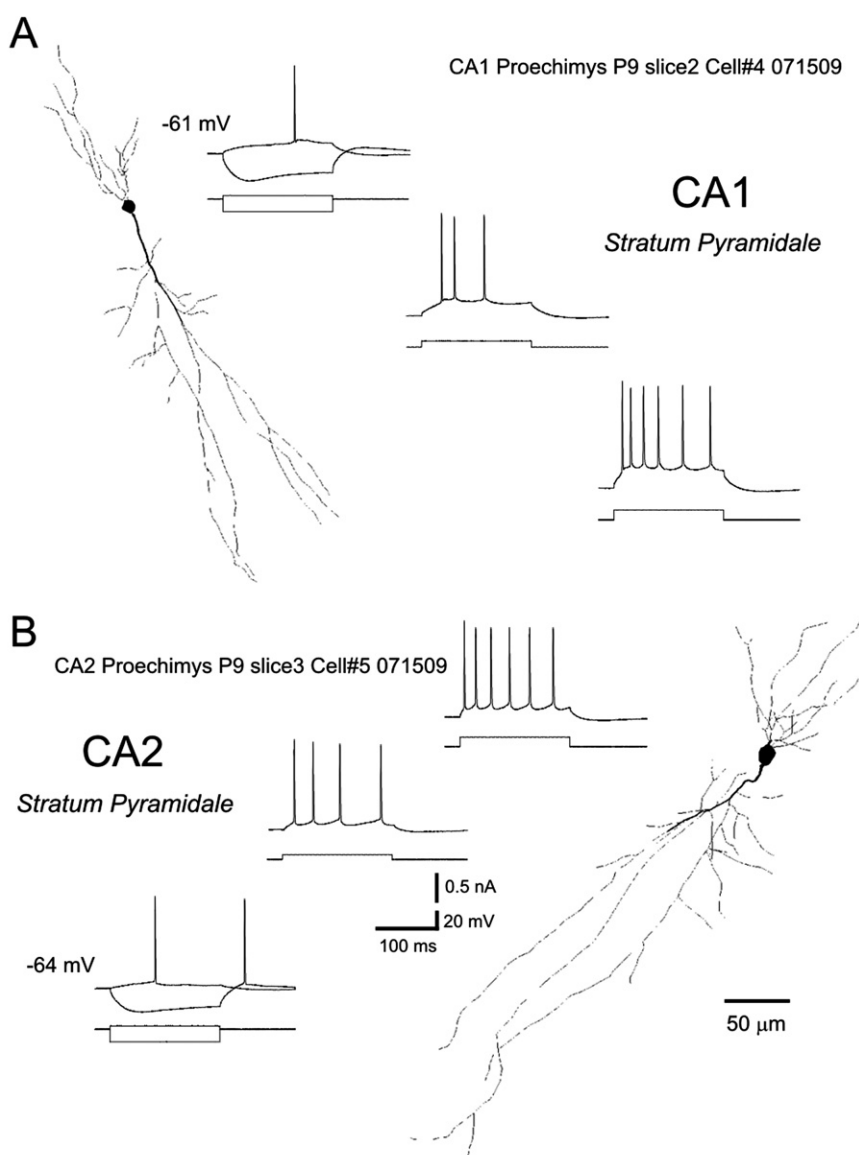 A
CA1 Proechimys P9 slice2 Cell#4 071509
-61 mV
CA1
Stratum Pyramidale
B
CA2 Proechimys P9 slice3 Cell#5 071509
CA2
Stratum Pyramidale
0.5 nA
20 mV
100 ms
-64 mV
50 μm